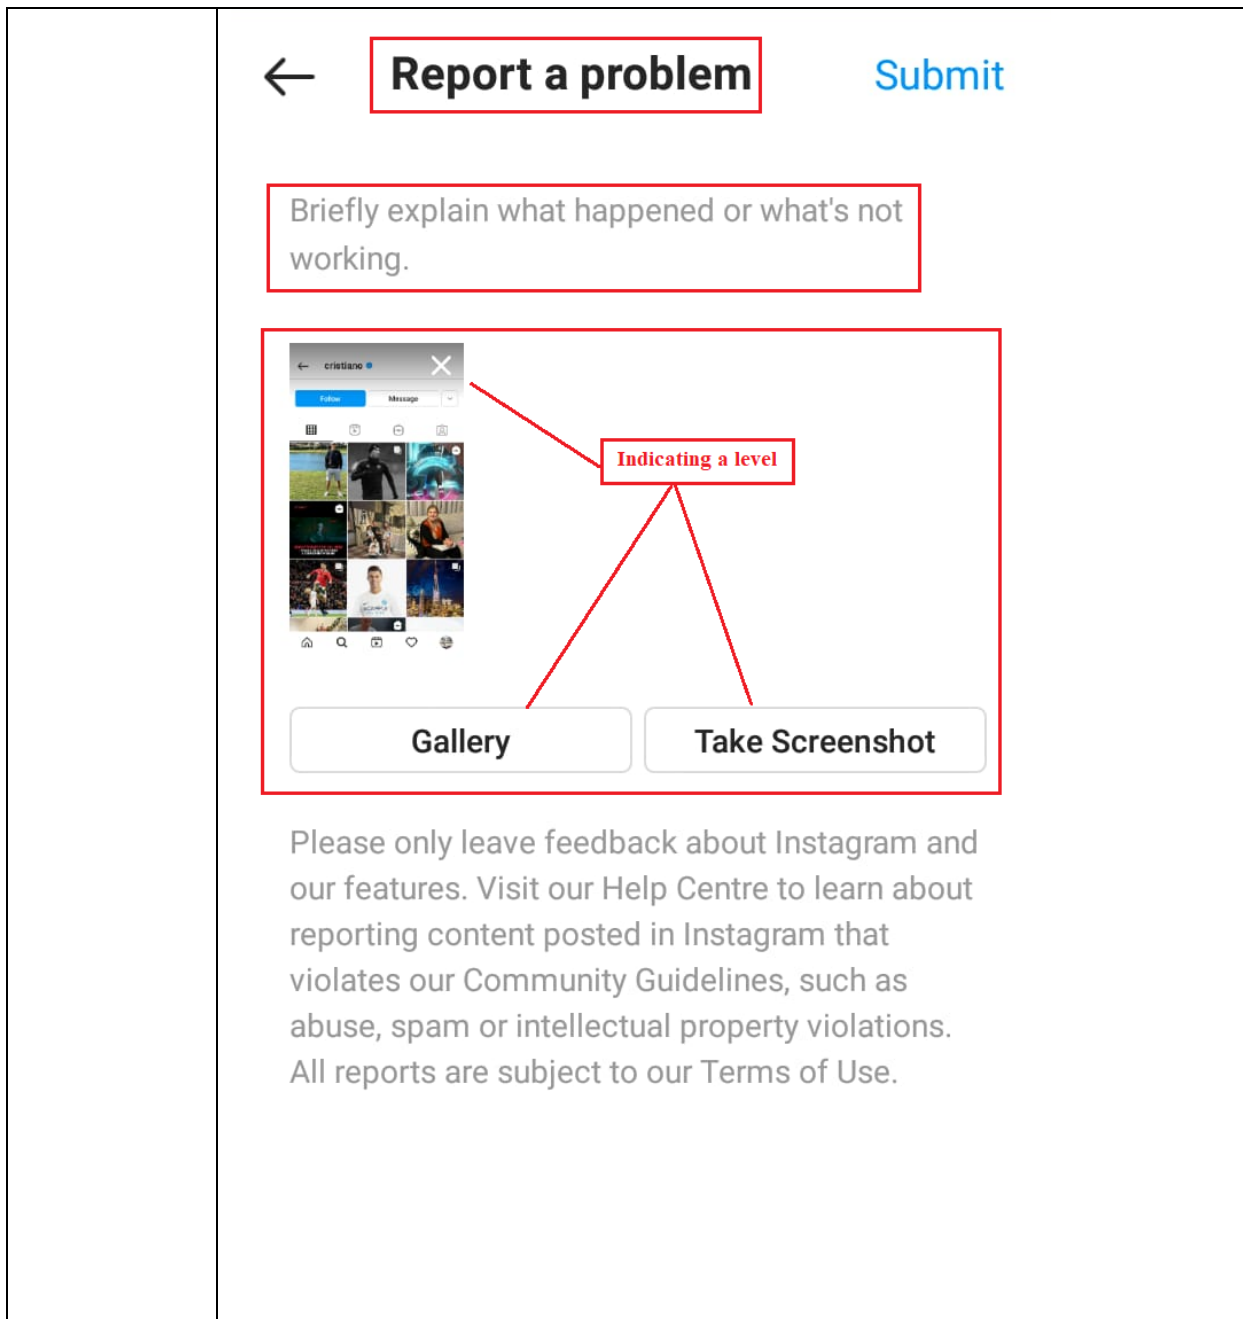 Report a problem
Submit
Briefly explain what happened or what's not
working.
cristiano
Follow
Message
Indicating a level
Gallery
Take Screenshot
Please only leave feedback about Instagram and
our features. Visit our Help Centre to learn about
reporting content posted in Instagram that
violates our Community Guidelines, such as
abuse, spam or intellectual property violations.
All reports are subject to our Terms of Use.